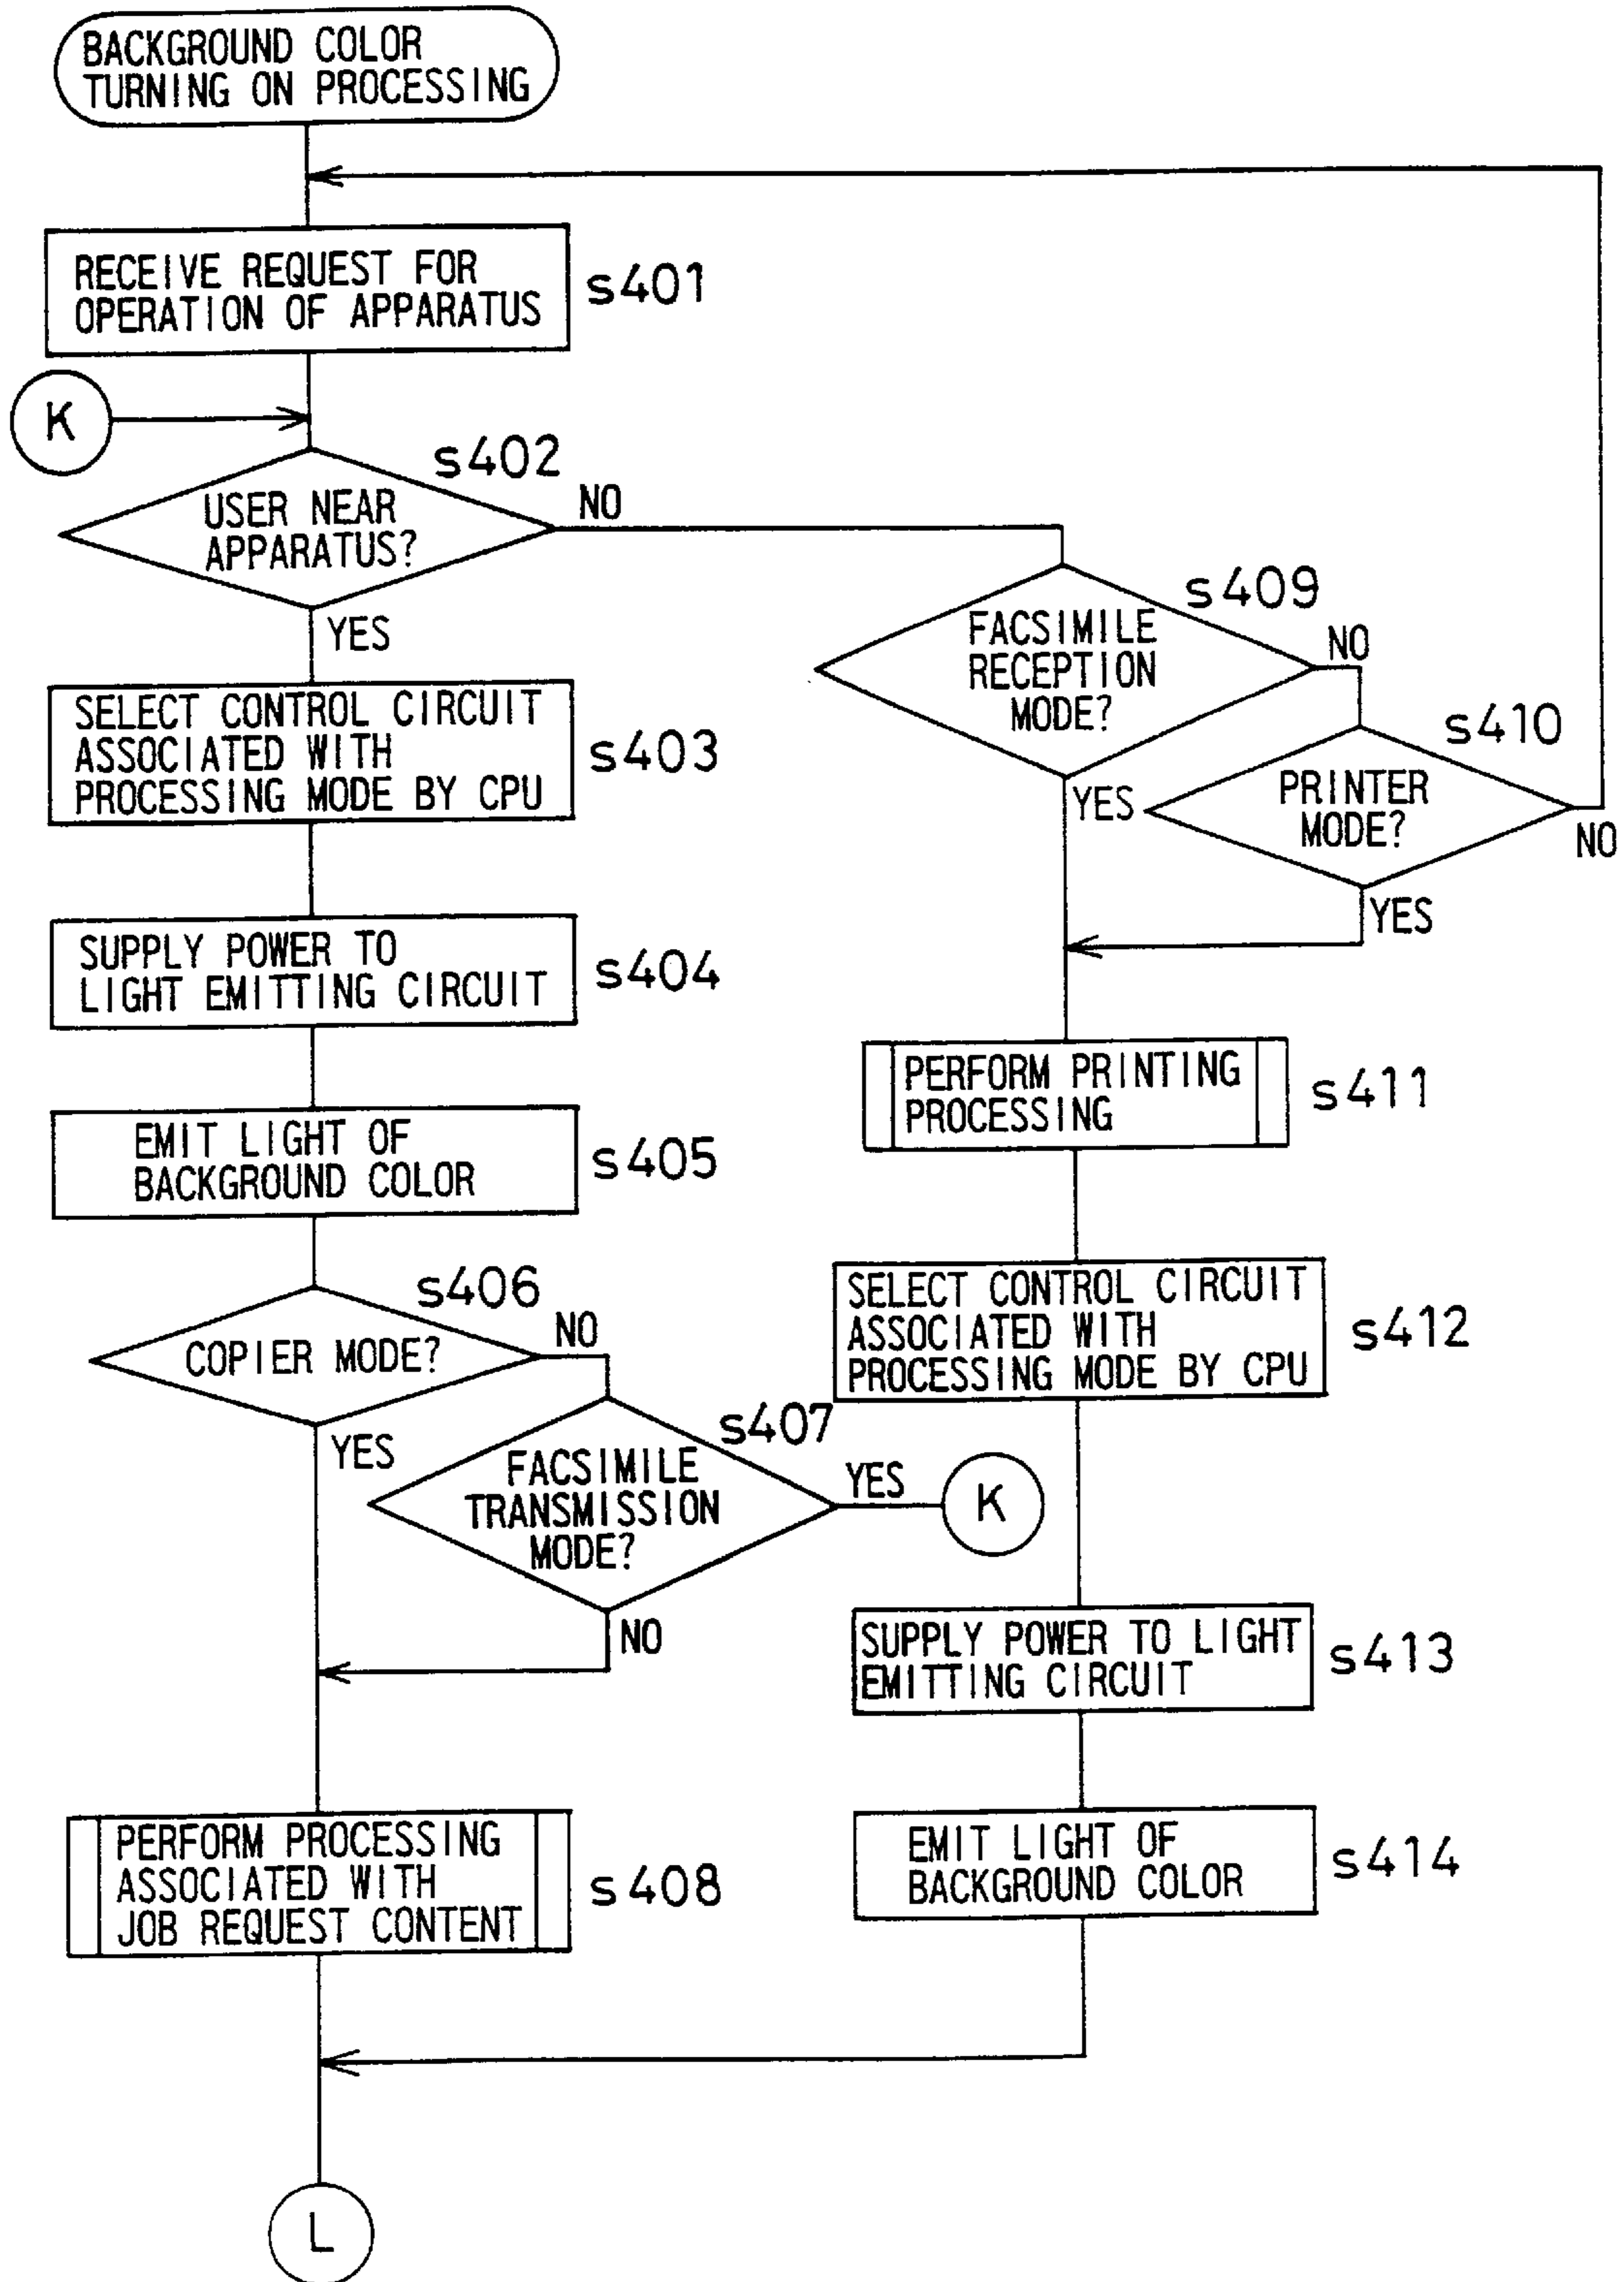 BACKGROUND COLOR
TURNING ON PROCESSING
RECEIVE REQUEST FOR
OPERATION OF APPARATUS
s401
K
s402
USER NEAR
APPARATUS?
NO
YES
s409
FACSIMILE
RECEPTION
MODE?
NO
YES
s410
PRINTER
MODE?
NO
YES
SELECT CONTROL CIRCUIT
ASSOCIATED WITH
PROCESSING MODE BY CPU
s403
SUPPLY POWER TO
LIGHT EMITTING CIRCUIT
s404
PERFORM PRINTING
PROCESSING
s411
EMIT LIGHT OF
BACKGROUND COLOR
s405
SELECT CONTROL CIRCUIT
ASSOCIATED WITH
PROCESSING MODE BY CPU
s412
s406
COPIER MODE?
NO
YES
s407
FACSIMILE
TRANSMISSION
MODE?
YES
K
NO
SUPPLY POWER TO LIGHT
EMITTING CIRCUIT
s413
PERFORM PROCESSING
ASSOCIATED WITH
JOB REQUEST CONTENT
s408
EMIT LIGHT OF
BACKGROUND COLOR
s414
L